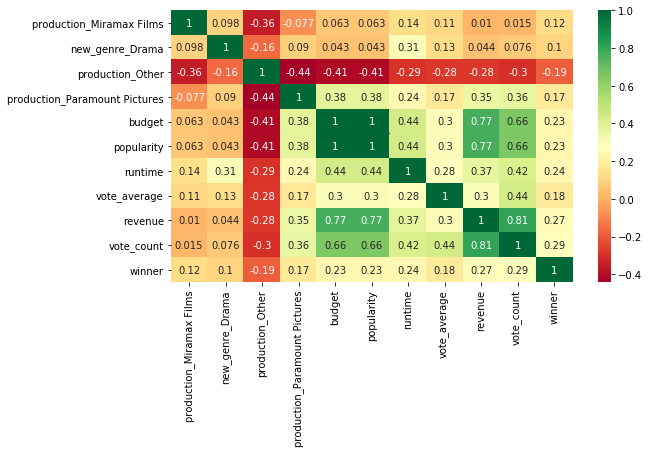 production_Miramax Films 1 0.098 -0.36 -0.077 0.063 0.063 0.14 0.11 0.01 0.015 0.12
new_genre_Drama 0.098 1 -0.16 0.09 0.043 0.043 0.31 0.13 0.044 0.076 0.1
production_Other -0.36 -0.16 1 -0.44 -0.41 -0.41 -0.29 -0.28 -0.28 -0.3 -0.19
production_Paramount Pictures -0.077 0.09 -0.44 1 0.38 0.38 0.24 0.17 0.35 0.36 0.17
budget 0.063 0.043 -0.41 0.38 1 1 0.44 0.3 0.77 0.66 0.23
popularity 0.063 0.043 -0.41 0.38 1 1 0.44 0.3 0.77 0.66 0.23
runtime 0.14 0.31 -0.29 0.24 0.44 0.44 1 0.28 0.37 0.42 0.24
vote_average 0.11 0.13 -0.28 0.17 0.3 0.3 0.28 1 0.3 0.44 0.18
revenue 0.01 0.044 -0.28 0.35 0.77 0.77 0.37 0.3 1 0.81 0.27
vote_count 0.015 0.076 -0.3 0.36 0.66 0.66 0.42 0.44 0.81 1 0.29
winner 0.12 0.1 -0.19 0.17 0.23 0.23 0.24 0.18 0.27 0.29 1
production_Miramax Films
new_genre_Drama
production_Other
production_Paramount Pictures
budget
popularity
runtime
vote_average
revenue
vote_count
winner
1.0
0.8
0.6
0.4
0.2
0.0
−0.2
−0.4